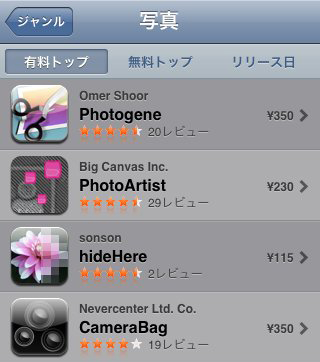 ジャンル
写真
有料トップ
無料トップ
リリース日
Omer Shoor
Photogene
20レビュー
¥350
Big Canvas Inc.
PhotoArtist
29レビュー
¥230
sonson
hideHere
2レビュー
¥115
Nevercenter Ltd. Co.
CameraBag
19レビュー
¥350